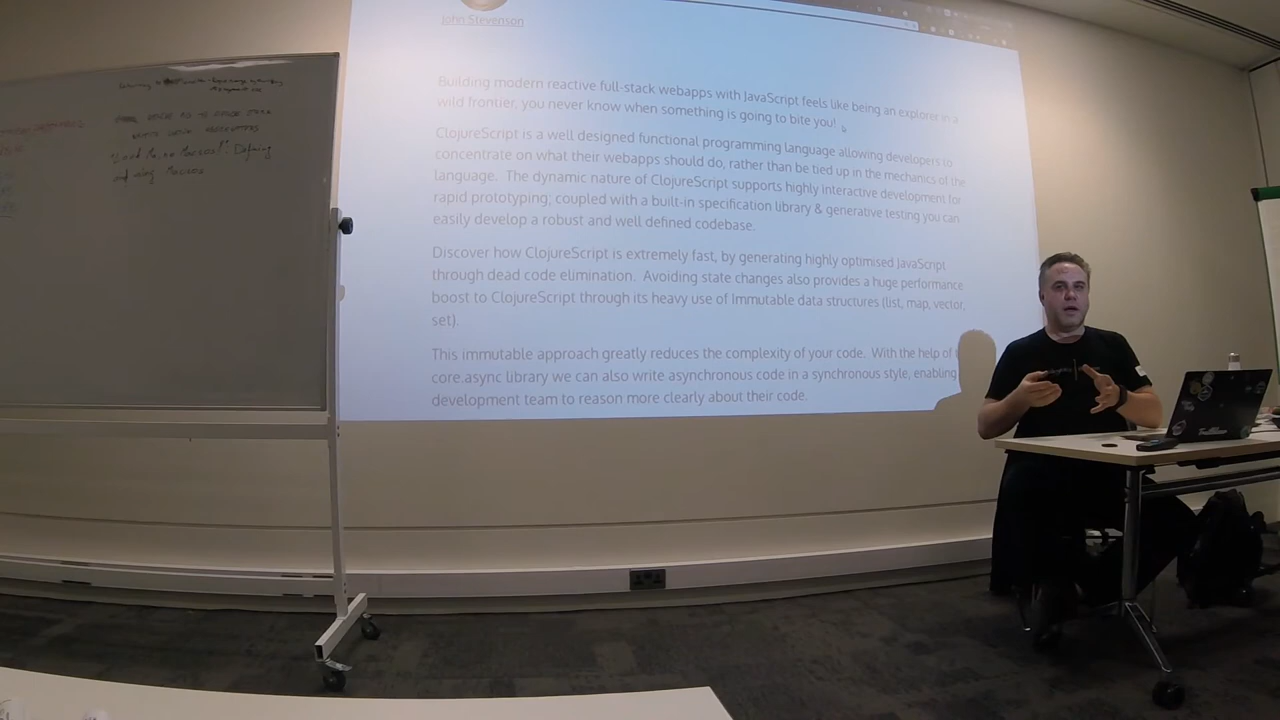 John Stevenson
Building modern reactive full-stack webapps with JavaScript feels like being an explorer in a
wild frontier, you never know when something is going to bite you!
ClojureScript is a well designed functional programming language allowing developers to
concentrate on what their webapps should do, rather than be tied up in the mechanics of the
language. The dynamic nature of ClojureScript supports highly interactive development for
rapid prototyping; coupled with a built-in specification library & generative testing you can
easily develop a robust and well defined codebase.
Discover how ClojureScript is extremely fast, by generating highly optimised JavaScript
through dead code elimination. Avoiding state changes also provides a huge performance
boost to ClojureScript through its heavy use of Immutable data structures (list, map, vector,
set).
This immutable approach greatly reduces the complexity of your code. With the help of
core.async library we can also write asynchronous code in a synchronous style, enabling
development team to reason more clearly about their code.
"Look Ma, no Macros!": Defining
and using Macros